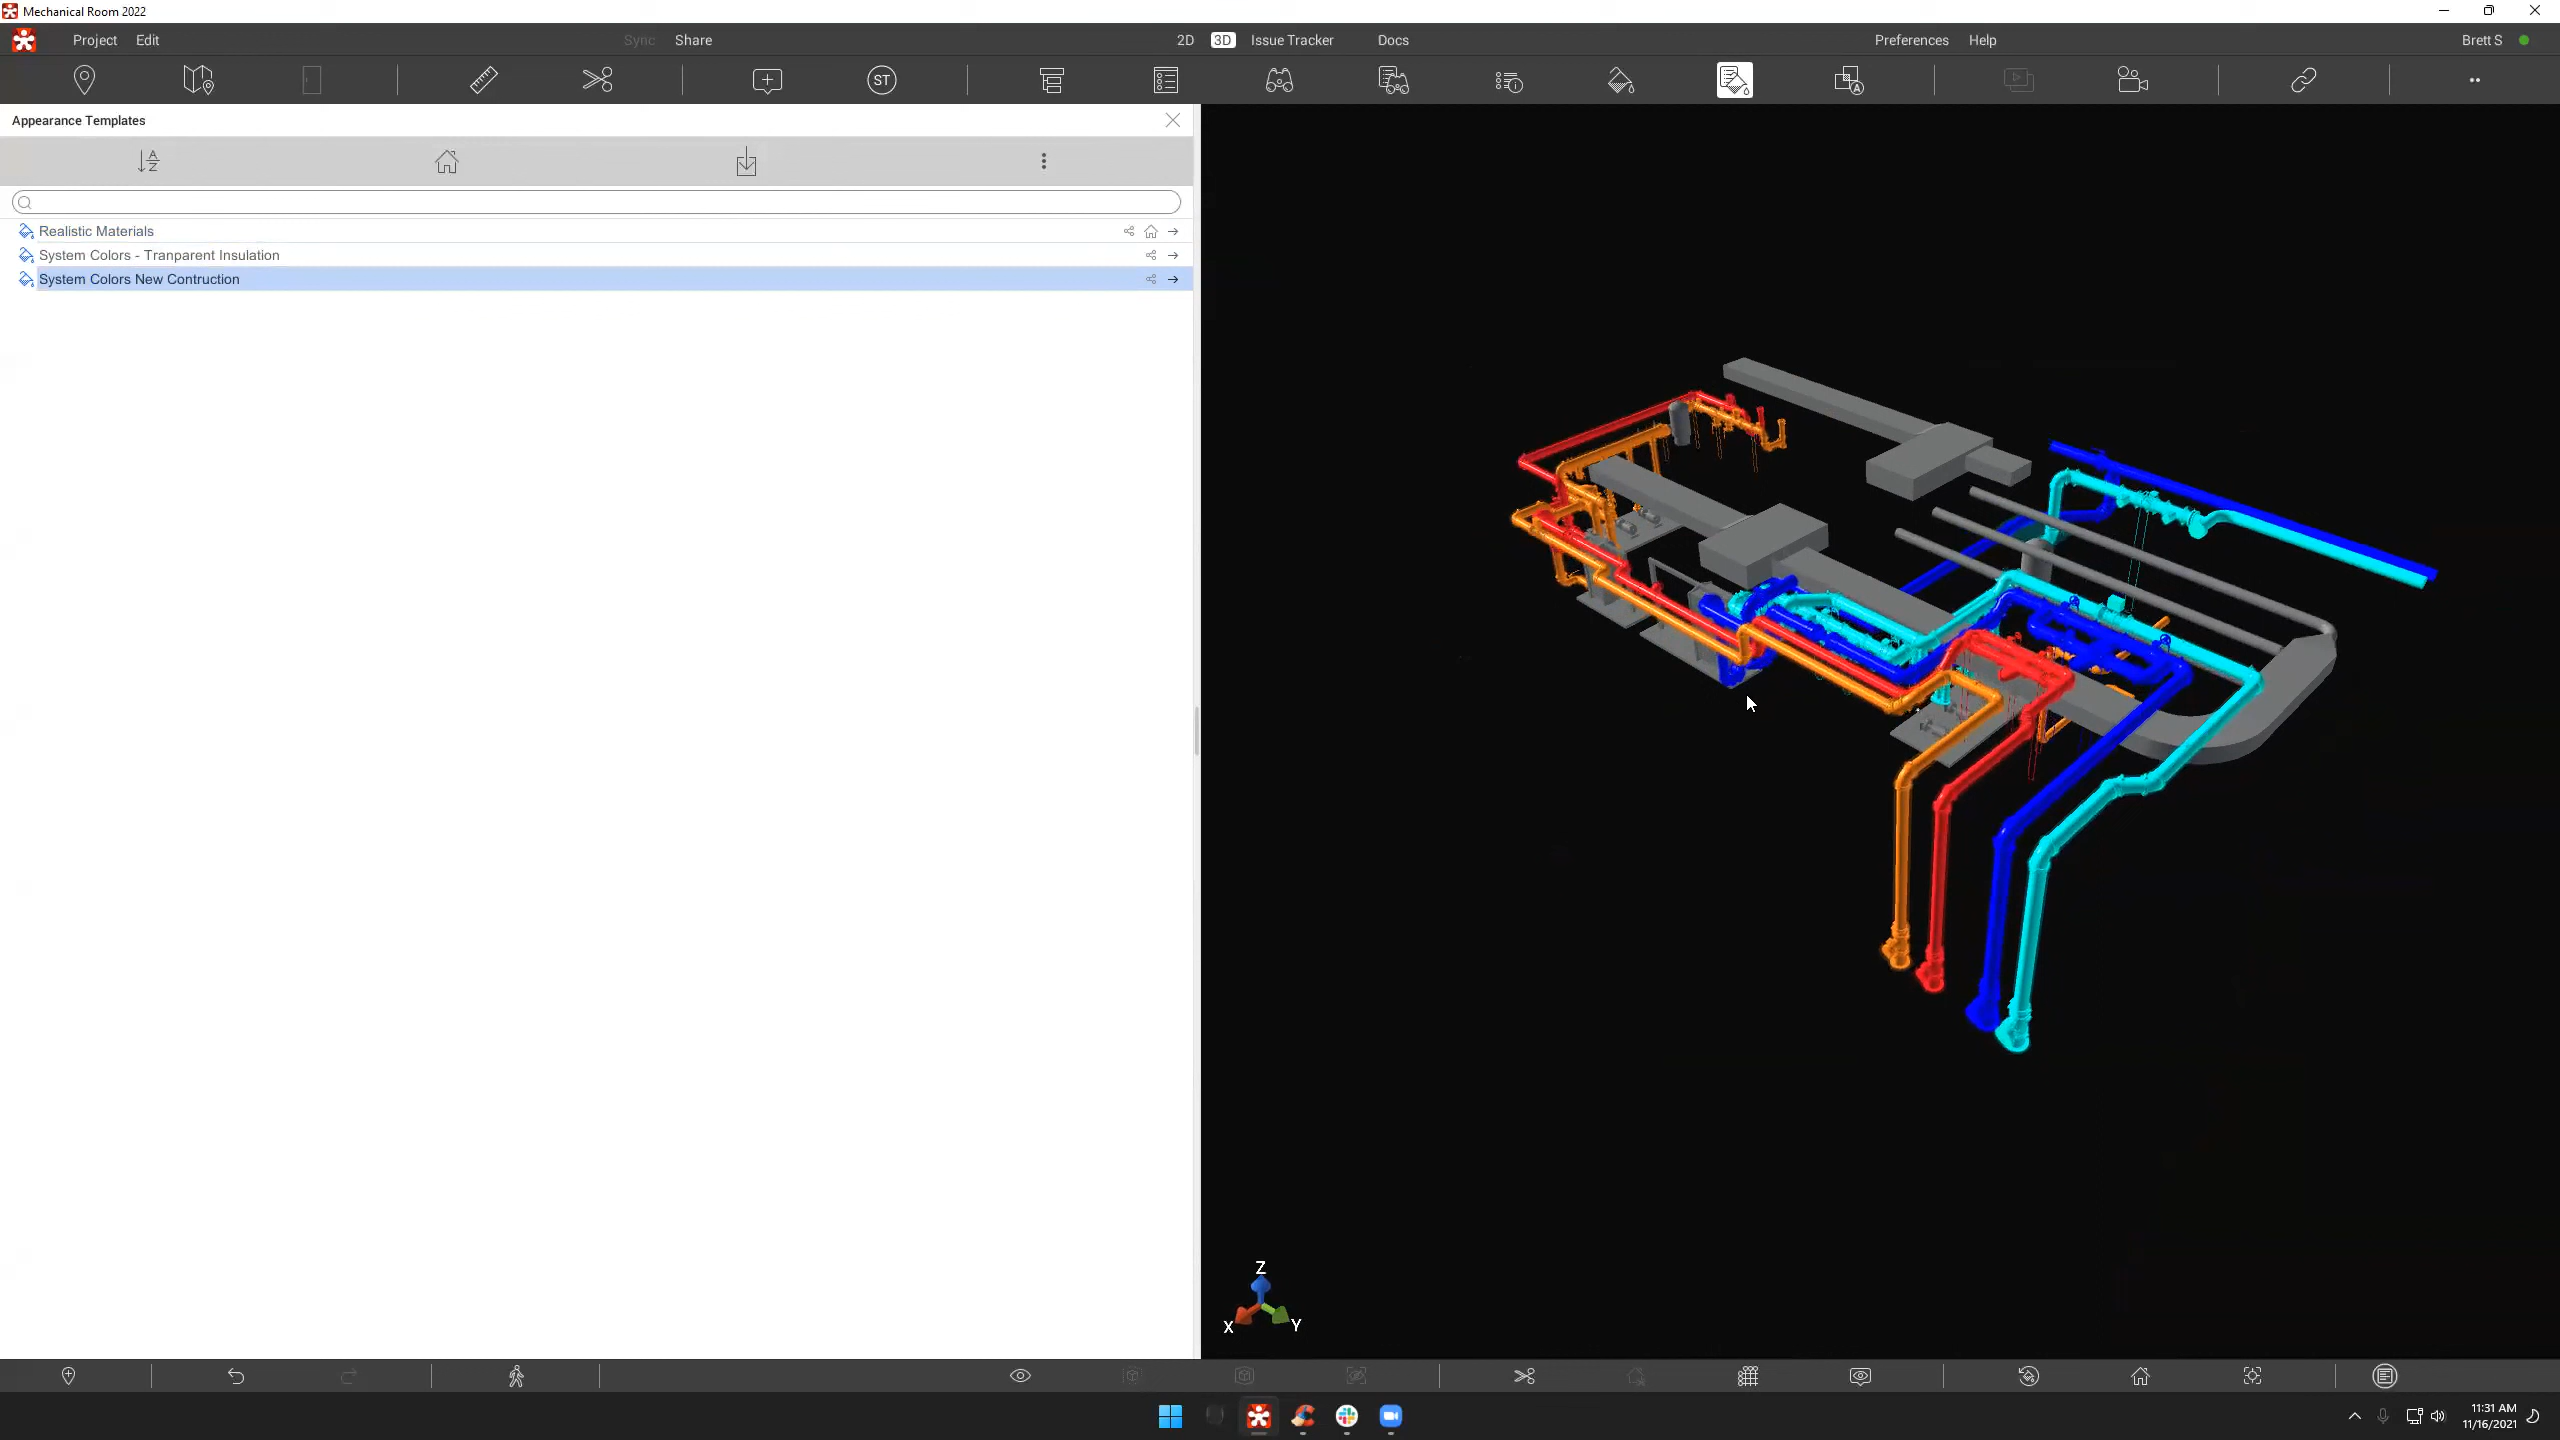 Mechanical Room 2022
Project Edit Sync Share 2D 3D Issue Tracker Docs Preferences Help Brett S
ST
Appearance Templates
A
Z
Realistic Materials
System Colors - Tranparent Insulation
System Colors New Contruction
Z
X Y
11:31 AM
11/16/2021